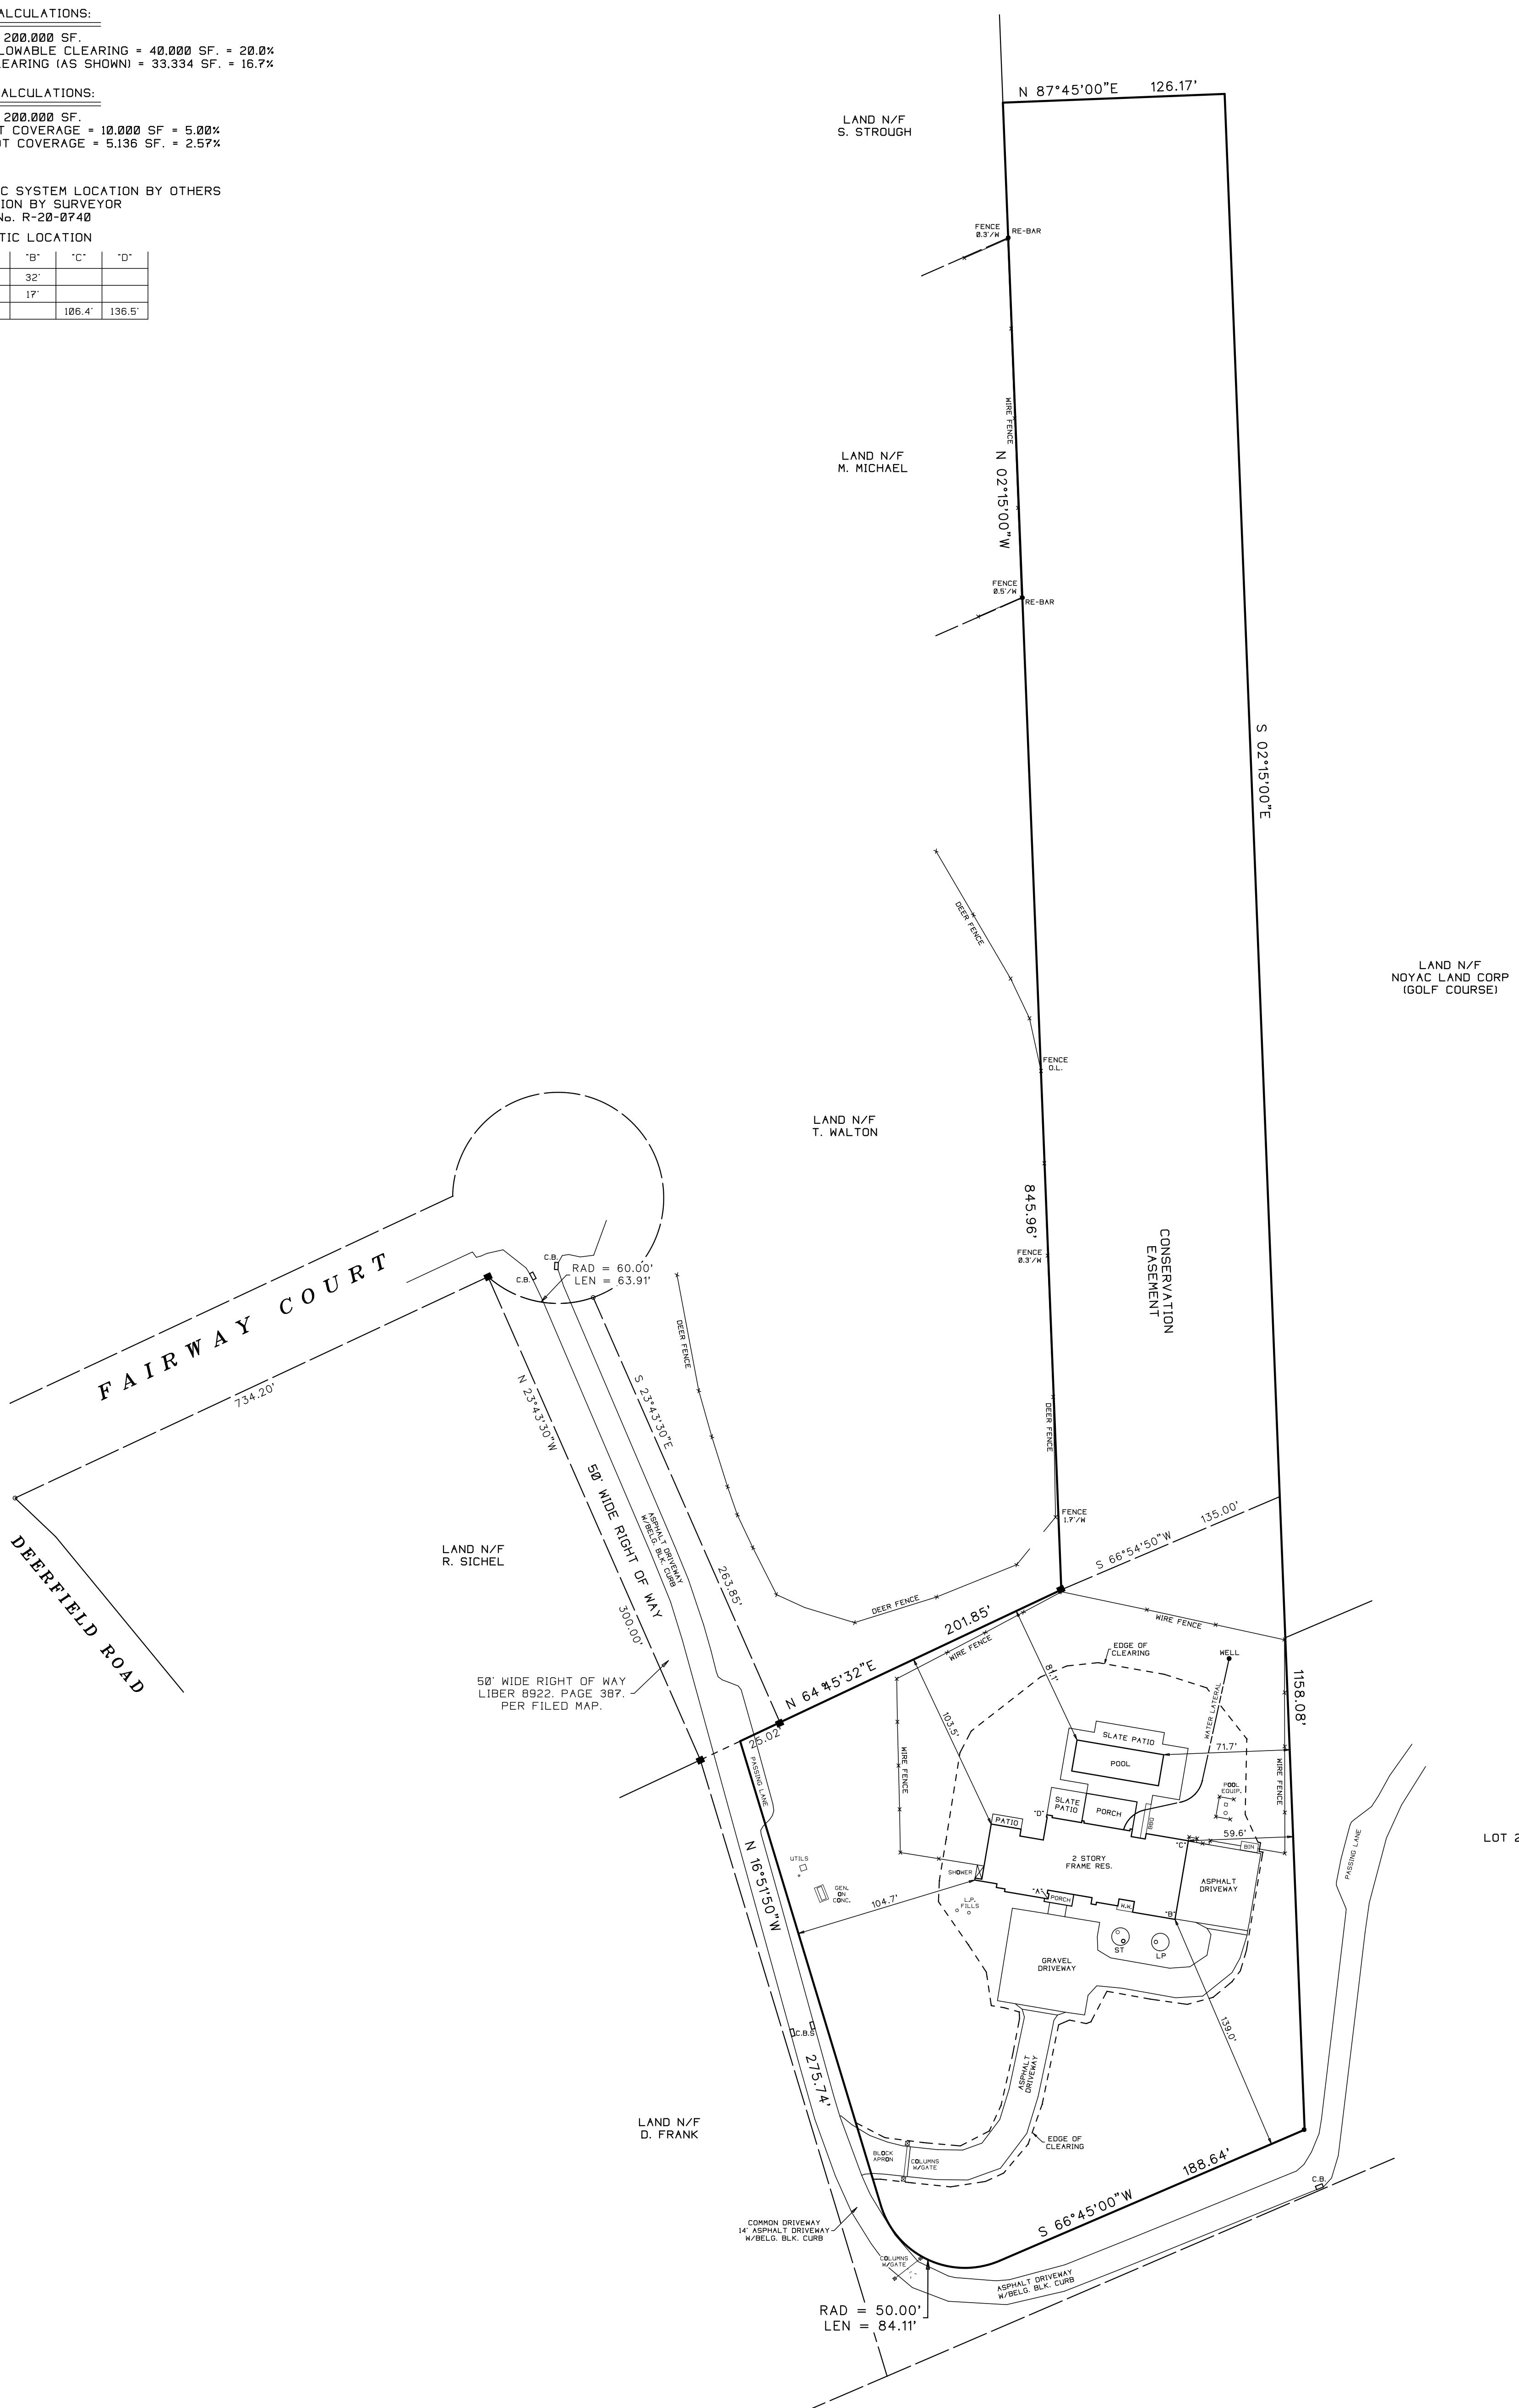 ALCULATIONS:
200.000 SF.
LOWABLE CLEARING = 40.000 SF. = 20.0%
EARING (AS SHOWN) = 33.334 SF. = 16.7%
ALCULATIONS:
200.000 SF.
T COVERAGE = 10.000 SF = 5.00%
OT COVERAGE = 5.136 SF. = 2.57%
C SYSTEM LOCATION BY OTHERS
ION BY SURVEYOR
No. R-20-0740
TIC LOCATION
"B" "C" "D"
32'
17'
106.4' 136.5'
N 87°45'00"E 126.17'
LAND N/F
S. STROUGH
FENCE
0.3'/W
RE-BAR
WIRE FENCE
N 02°15'00"W
LAND N/F
M. MICHAEL
FENCE
0.5'/W
RE-BAR
S 02°15'00"E
DEER FENCE
LAND N/F
NOYAC LAND CORP
(GOLF COURSE)
FENCE
O.L.
LAND N/F
T. WALTON
845.96'
CONSERVATION
EASEMENT
FENCE
0.3'/W
C.B.
C.B.
RAD = 60.00'
LEN = 63.91'
FAIRWAY COURT
734.20'
DEER FENCE
N 23°43'30"W
S 23°43'30"E
DEER FENCE
50' WIDE RIGHT OF WAY
ASPHALT DRIVEWAY
W/BELG. BLK. CURB
FENCE
1.7'/W
S 66°54'50"W 135.00'
DEERFIELD ROAD
LAND N/F
R. SICHEL
300.00'
263.85'
DEER FENCE
201.85'
N 64°45'32"E
WIRE FENCE
WIRE FENCE
50' WIDE RIGHT OF WAY
LIBER 8922. PAGE 387.
PER FILED MAP.
25.02'
PASSING LANE
103.5'
81.1'
EDGE OF
CLEARING
WELL
WATER LATERAL
1158.08'
WIRE FENCE
SLATE PATIO
POOL
71.7'
POOL
EQUIP.
WIRE FENCE
SLATE
PATIO
PORCH
BBQ
"D"
PATIO
59.6'
"C"
BIN
2 STORY
FRAME RES.
SHOWER
ASPHALT
DRIVEWAY
"A"
PORCH
W.W.
"B"
LOT 2
PASSING LANE
N 16°51'50"W
UTILS
GEN.
ON
CONC.
L.P.
FILLS
104.7'
ST
LP
GRAVEL
DRIVEWAY
139.0'
C.B.S
275.74'
ASPHALT
DRIVEWAY
LAND N/F
D. FRANK
BLOCK
APRON
COLUMNS
W/GATE
EDGE OF
CLEARING
188.64'
S 66°45'00"W
C.B.
COMMON DRIVEWAY
14' ASPHALT DRIVEWAY
W/BELG. BLK. CURB
COLUMNS
W/GATE
ASPHALT DRIVEWAY
W/BELG. BLK. CURB
RAD = 50.00'
LEN = 84.11'